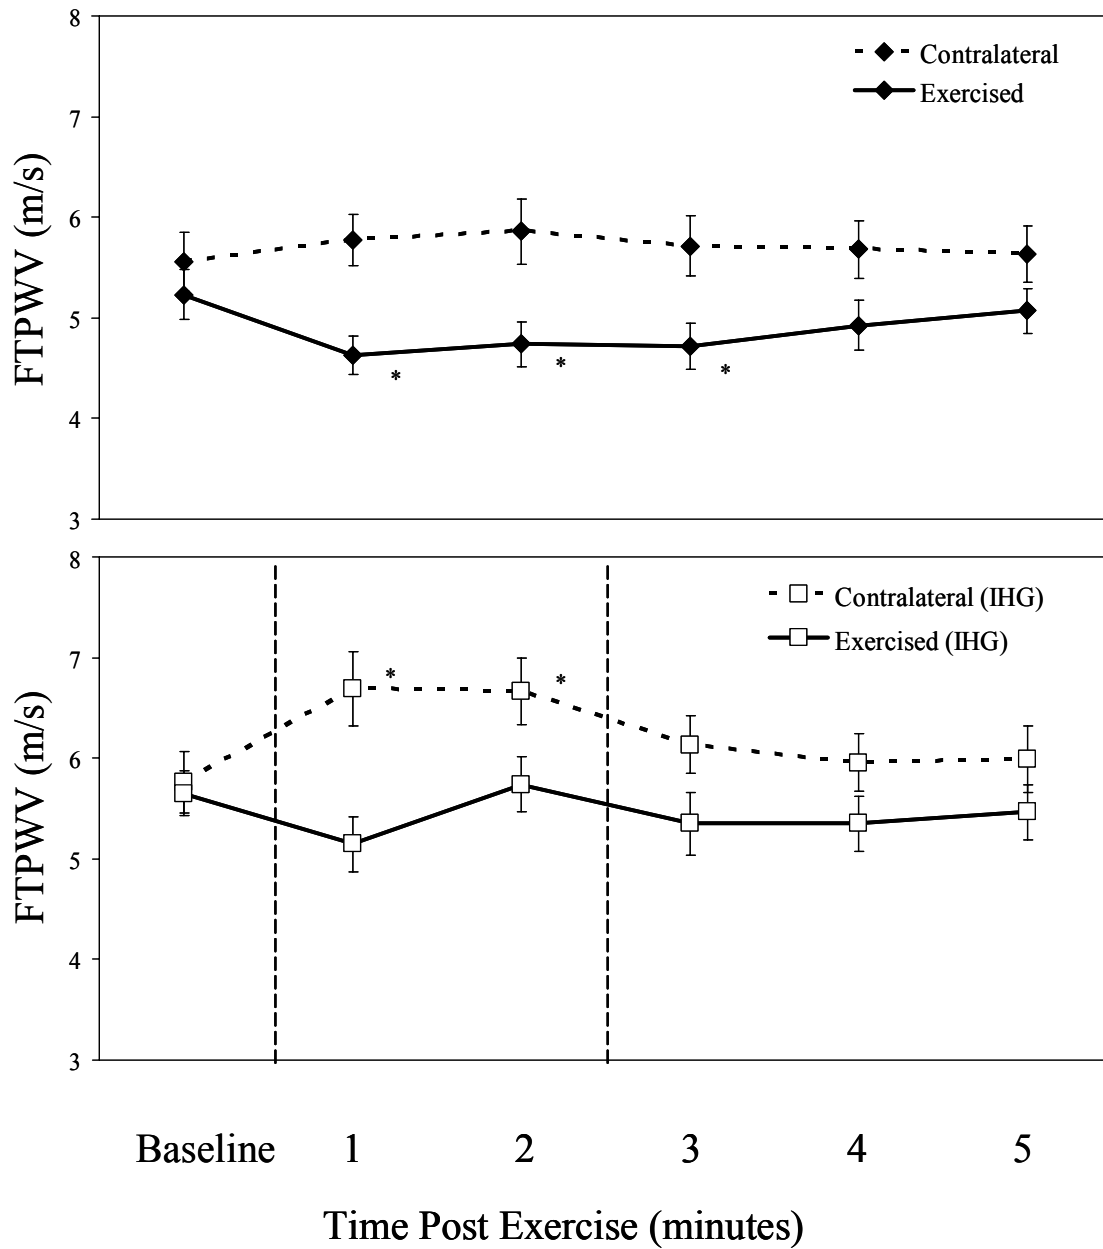 8
Contralateral
Exercised
7
6
5
4
3
FTPWV (m/s)
*
*
*
8
Contralateral (IHG)
Exercised (IHG)
7
6
5
4
3
FTPWV (m/s)
*
*
Baseline 1 2 3 4 5
Time Post Exercise (minutes)